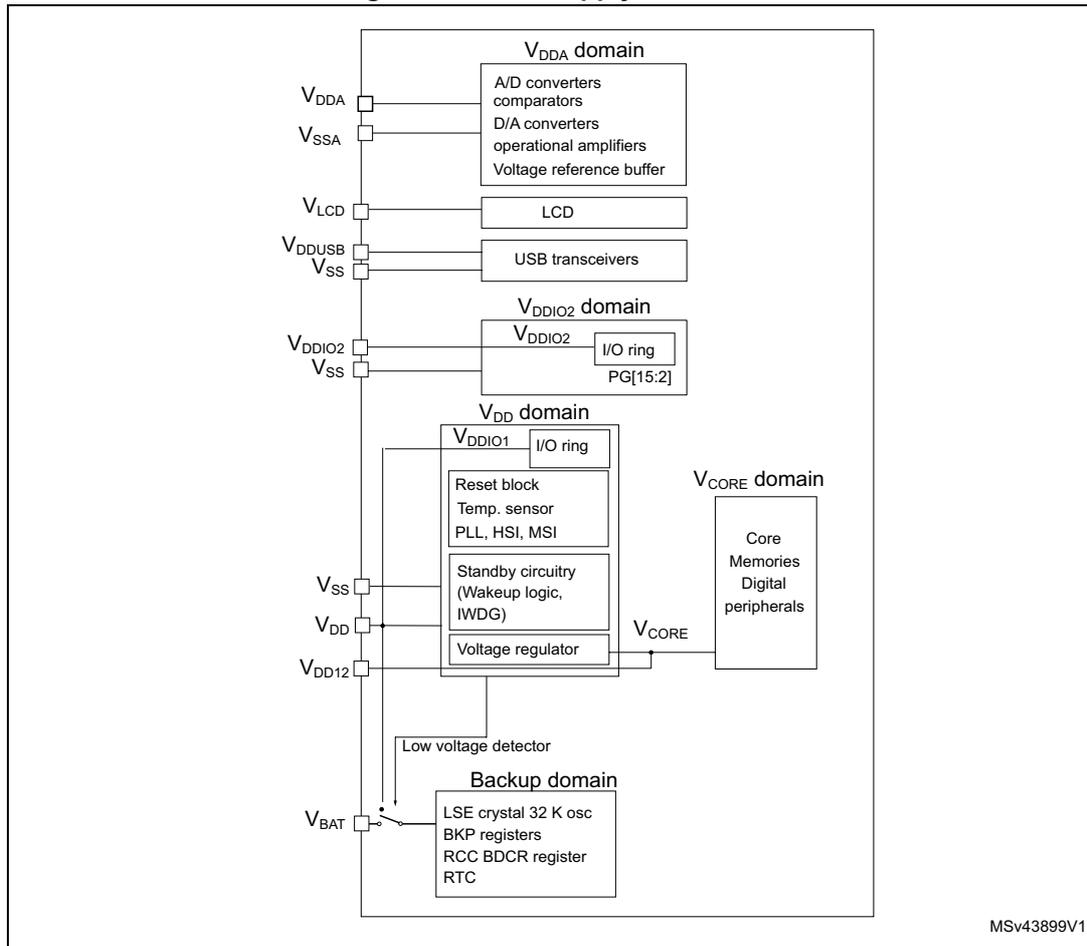 VDDA domain
VDDA
VSSA
A/D converters
comparators
D/A converters
operational amplifiers
Voltage reference buffer
VLCD
LCD
VDDUSB
VSS
USB transceivers
VDDIO2 domain
VDDIO2
VSS
VDDIO2
I/O ring
PG[15:2]
VDD domain
VDDIO1
I/O ring
Reset block
Temp. sensor
PLL, HSI, MSI
Standby circuitry
(Wakeup logic,
IWDG)
Voltage regulator
VSS
VDD
VDD12
VCORE
VCORE domain
Core
Memories
Digital
peripherals
Low voltage detector
Backup domain
VBAT
LSE crystal 32 K osc
BKP registers
RCC BDCR register
RTC
MSv43899V1